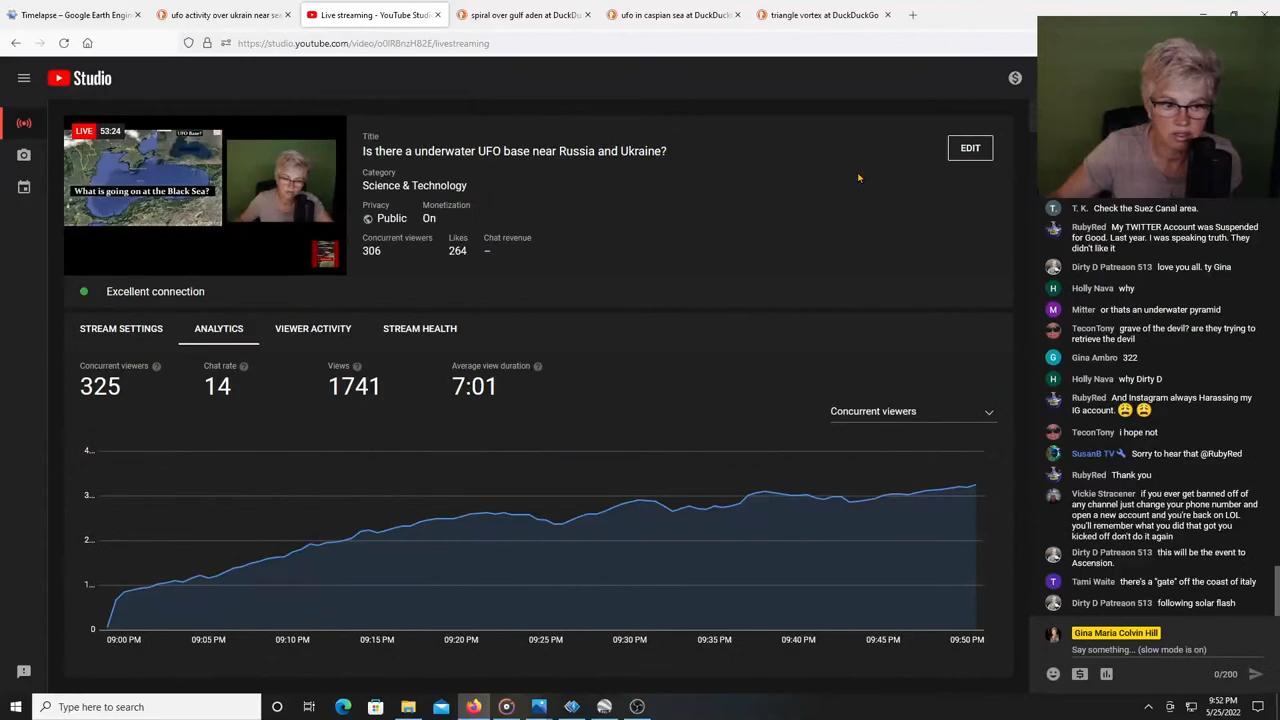 Timelapse – Google Ea
ufo activity over ukrain near sea
Live streaming - YouTube Studio
spiral over gulf aden at DuckDu
ufo in caspian sea at DuckDuck
triangle vortex at DuckDuckGo
https://studio.youtube.com/video/o0lR8nzH82E/livestreaming
Studio
LIVE 53:24
UFO Base?
What is going on at the Black Sea?
Title
Is there a underwater UFO base near Russia and Ukraine?
EDIT
Category
Science & Technology
Privacy Monetization
Public On
Concurrent viewers Likes Chat revenue
306 264 –
Excellent connection
STREAM SETTINGS ANALYTICS VIEWER ACTIVITY STREAM HEALTH
Concurrent viewers Chat rate Views Average view duration
325 14 1741 7:01
Concurrent viewers
4...
3...
2...
1...
0
09:00 PM 09:05 PM 09:10 PM 09:15 PM 09:20 PM 09:25 PM 09:30 PM 09:35 PM 09:40 PM 09:45 PM 09:50 PM
T. T. K. Check the Suez Canal area.
RubyRed My TWITTER Account was Suspended
for Good. Last year. I was speaking truth. They
didn't like it
Dirty D Patreaon 513 love you all. ty Gina
H Holly Nava why
M Mitter or thats an underwater pyramid
TeconTony grave of the devil? are they trying to
retrieve the devil
G Gina Ambro 322
H Holly Nava why Dirty D
RubyRed And Instagram always Harassing my
IG account. 😩 😩
TeconTony i hope not
SusanB TV Sorry to hear that @RubyRed
RubyRed Thank you
Vickie Stracener if you ever get banned off of
any channel just change your phone number and
open a new account and you're back on LOL
you'll remember what you did that got you
kicked off don't do it again
Dirty D Patreaon 513 this will be the event to
Ascension.
T Tami Waite there's a "gate" off the coast of italy
Dirty D Patreaon 513 following solar flash
Gina Maria Colvin Hill
Say something... (slow mode is on)
0/200
Type here to search
9:52 PM
5/25/2022